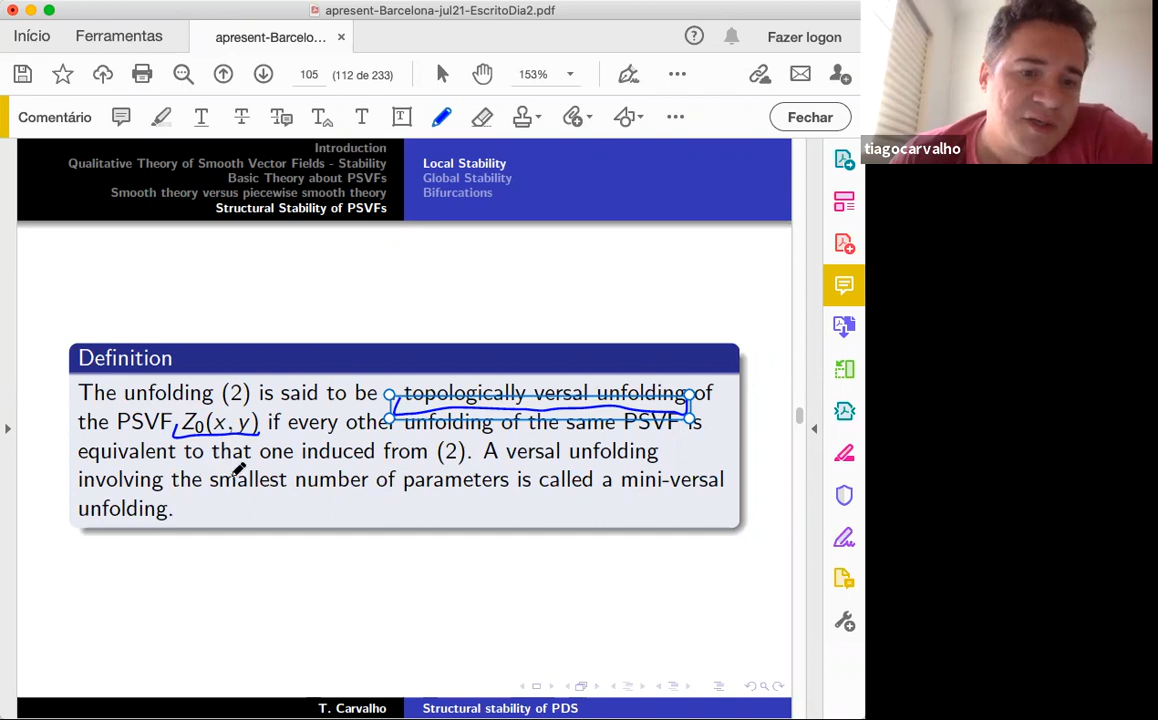 apresent-Barcelona-jul21-EscritoDia2.pdf
Início
Ferramentas
apresent-Barcelo...
Fazer logon
105
(112 de 233)
153%
Comentário
Fechar
tiagocarvalho
Introduction
Qualitative Theory of Smooth Vector Fields - Stability
Basic Theory about PSVFs
Smooth theory versus piecewise smooth theory
Structural Stability of PSVFs
Local Stability
Global Stability
Bifurcations
Definition
The unfolding (2) is said to be topologically versal unfolding of
the PSVF Z₀(x, y) if every other unfolding of the same PSVF is
equivalent to that one induced from (2). A versal unfolding
involving the smallest number of parameters is called a mini-versal
unfolding.
T. Carvalho
Structural stability of PDS